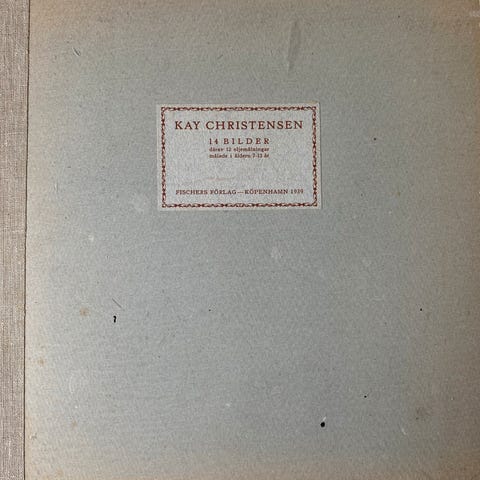 KAY CHRISTENSEN
14 BILDER
därav 12 oljemålningar
målade i åldern 7-13 år
FISCHERS FÖRLAG — KÖPENHAMN 1939